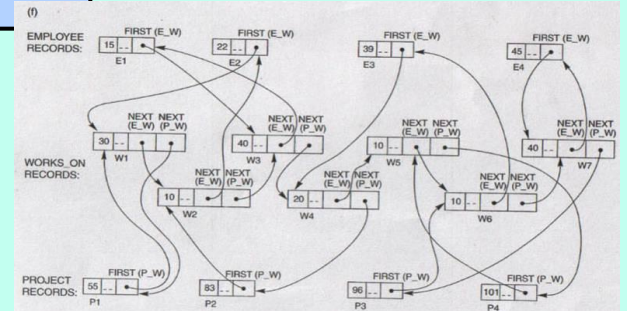 (f)
EMPLOYEE RECORDS:
FIRST (E_W)
15 --
E1
FIRST (E_W)
22 --
E2
FIRST (E_W)
39 --
E3
FIRST (E_W)
45 --
E4
WORKS_ON RECORDS:
NEXT NEXT
(E_W) (P_W)
30 --
W1
NEXT NEXT
(E_W) (P_W)
10 --
W2
NEXT NEXT
(E_W) (P_W)
40 --
W3
NEXT NEXT
(E_W) (P_W)
20 --
W4
NEXT NEXT
(E_W) (P_W)
10 --
W5
NEXT NEXT
(E_W) (P_W)
10 --
W6
NEXT NEXT
(E_W) (P_W)
40 --
W7
PROJECT RECORDS:
FIRST (P_W)
55 --
P1
FIRST (P_W)
83 --
P2
FIRST (P_W)
96 --
P3
FIRST (P_W)
101 --
P4